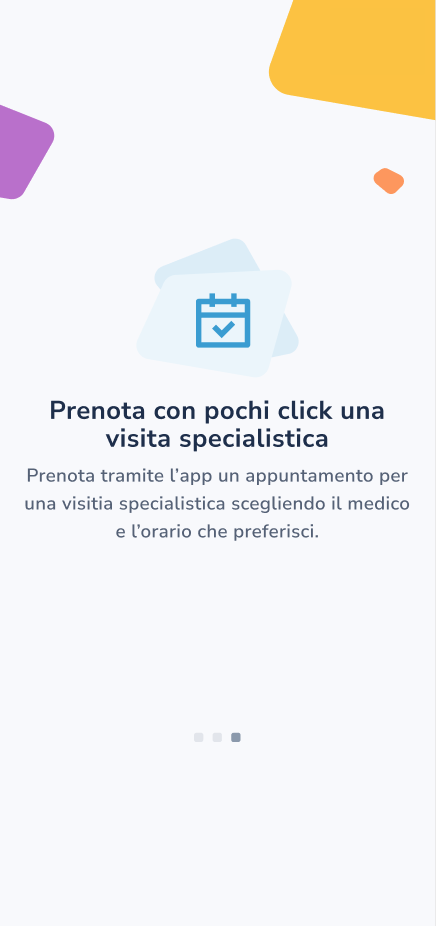 Prenota con pochi click una
visita specialistica
Prenota tramite l’app un appuntamento per
una visitia specialistica scegliendo il medico
e l’orario che preferisci.